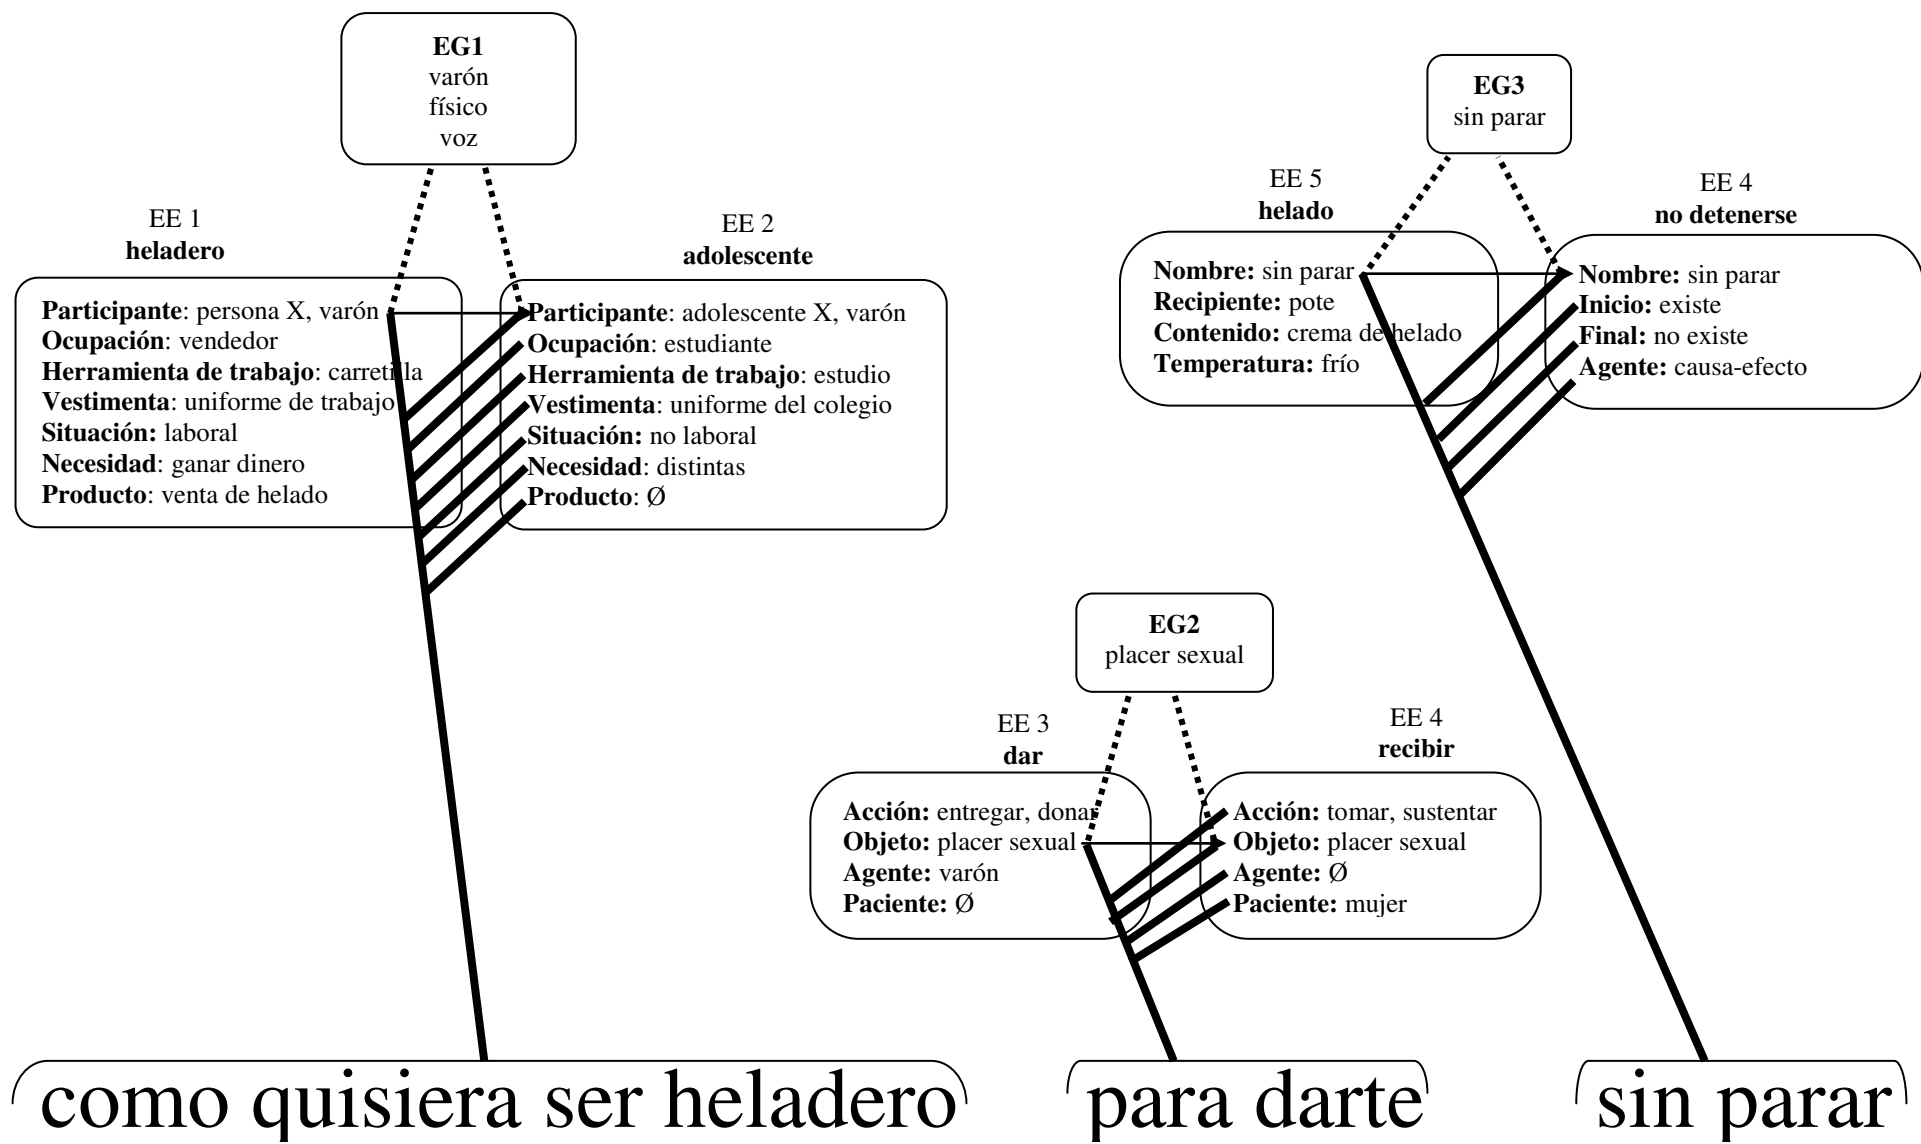 EG1
varón
físico
voz
EE 1
heladero
Participante: persona X, varón
Ocupación: vendedor
Herramienta de trabajo: carretilla
Vestimenta: uniforme de trabajo
Situación: laboral
Necesidad: ganar dinero
Producto: venta de helado
EE 2
adolescente
Participante: adolescente X, varón
Ocupación: estudiante
Herramienta de trabajo: estudio
Vestimenta: uniforme del colegio
Situación: no laboral
Necesidad: distintas
Producto: Ø
EG3
sin parar
EE 5
helado
Nombre: sin parar
Recipiente: pote
Contenido: crema de helado
Temperatura: frío
EE 4
no detenerse
Nombre: sin parar
Inicio: existe
Final: no existe
Agente: causa-efecto
EG2
placer sexual
EE 3
dar
Acción: entregar, donar
Objeto: placer sexual
Agente: varón
Paciente: Ø
EE 4
recibir
Acción: tomar, sustentar
Objeto: placer sexual
Agente: Ø
Paciente: mujer
como quisiera ser heladero para darte sin parar